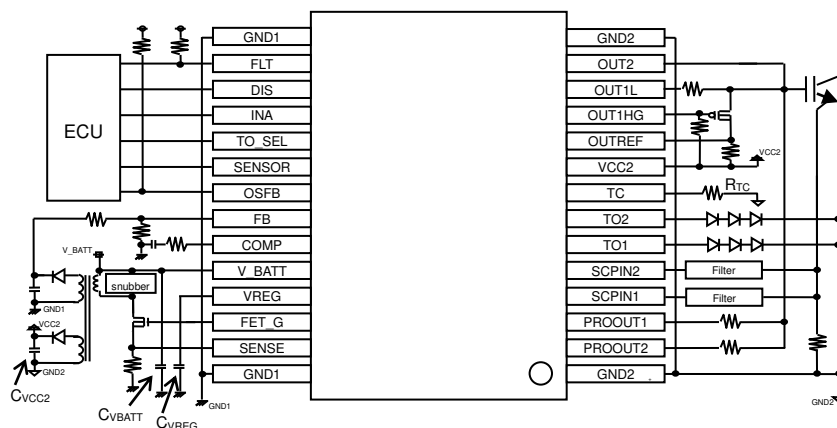 GND1
FLT
DIS
INA
TO_SEL
SENSOR
OSFB
FB
COMP
V_BATT
VREG
FET_G
SENSE
GND1
ECU
V_BATT
snubber
GND1
VCC2
GND2
CVCC2
CVBATT
CVREG
GND1
GND2
OUT2
OUT1L
OUT1HG
OUTREF
VCC2
TC
TO2
TO1
SCPIN2
SCPIN1
PROOUT1
PROOUT2
GND2
VCC2
RTC
Filter
Filter
GND2